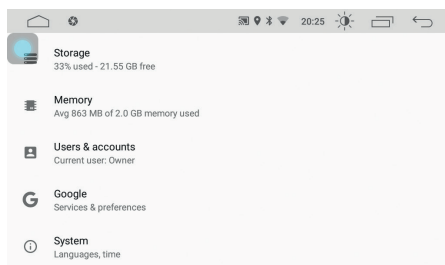 20:25
Storage
33% used - 21.55 GB free
Memory
Avg 863 MB of 2.0 GB memory used
Users & accounts
Current user: Owner
Google
Services & preferences
System
Languages, time